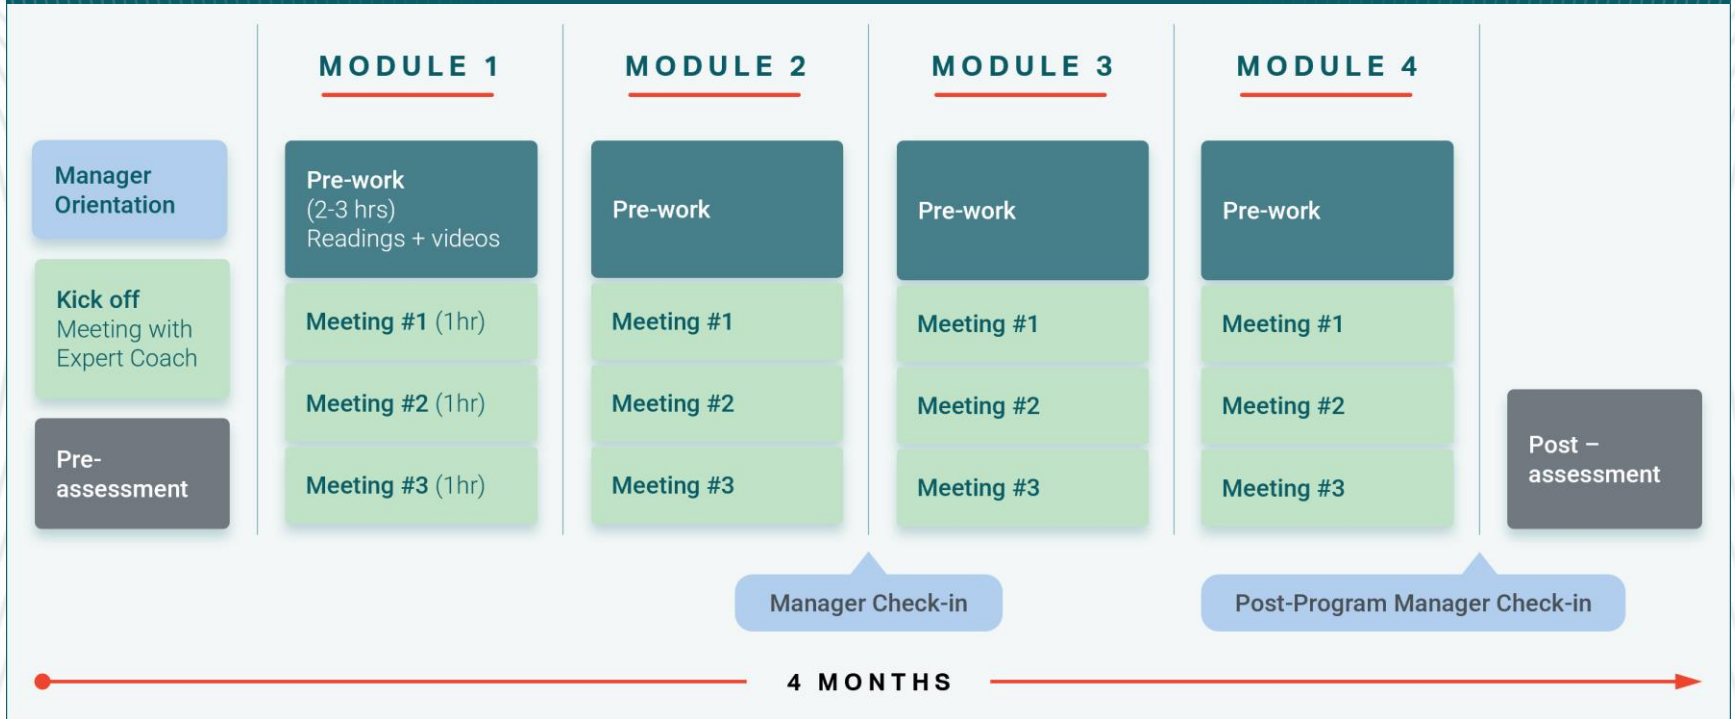 MODULE 1
MODULE 2
MODULE 3
MODULE 4
Manager
Orientation
Kick off
Meeting with
Expert Coach
Pre-
assessment
Pre-work
(2-3 hrs)
Readings + videos
Meeting #1 (1hr)
Meeting #2 (1hr)
Meeting #3 (1hr)
Pre-work
Meeting #1
Meeting #2
Meeting #3
Pre-work
Meeting #1
Meeting #2
Meeting #3
Pre-work
Meeting #1
Meeting #2
Meeting #3
Post –
assessment
Manager Check-in
Post-Program Manager Check-in
4 MONTHS